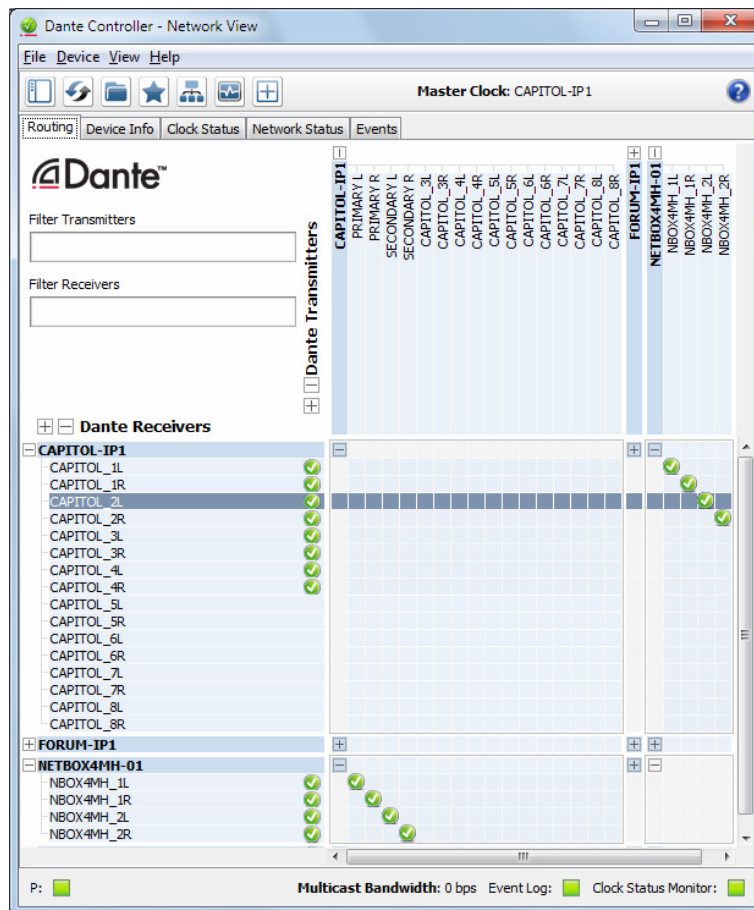 Dante Controller - Network View
File Device View Help
Master Clock: CAPITOL-IP1
Routing Device Info Clock Status Network Status Events
Dante™
Filter Transmitters
Filter Receivers
Dante Transmitters
CAPITOL-IP1
PRIMARY L
PRIMARY R
SECONDARY L
SECONDARY R
CAPITOL_3L
CAPITOL_3R
CAPITOL_4L
CAPITOL_4R
CAPITOL_5L
CAPITOL_5R
CAPITOL_6L
CAPITOL_6R
CAPITOL_7L
CAPITOL_7R
CAPITOL_8L
CAPITOL_8R
FORUM-IP1
NETBOX4MH-01
NBOX4MH_1L
NBOX4MH_1R
NBOX4MH_2L
NBOX4MH_2R
Dante Receivers
CAPITOL-IP1
CAPITOL_1L
CAPITOL_1R
CAPITOL_2L
CAPITOL_2R
CAPITOL_3L
CAPITOL_3R
CAPITOL_4L
CAPITOL_4R
CAPITOL_5L
CAPITOL_5R
CAPITOL_6L
CAPITOL_6R
CAPITOL_7L
CAPITOL_7R
CAPITOL_8L
CAPITOL_8R
FORUM-IP1
NETBOX4MH-01
NBOX4MH_1L
NBOX4MH_1R
NBOX4MH_2L
NBOX4MH_2R
P: Multicast Bandwidth: 0 bps Event Log: Clock Status Monitor: